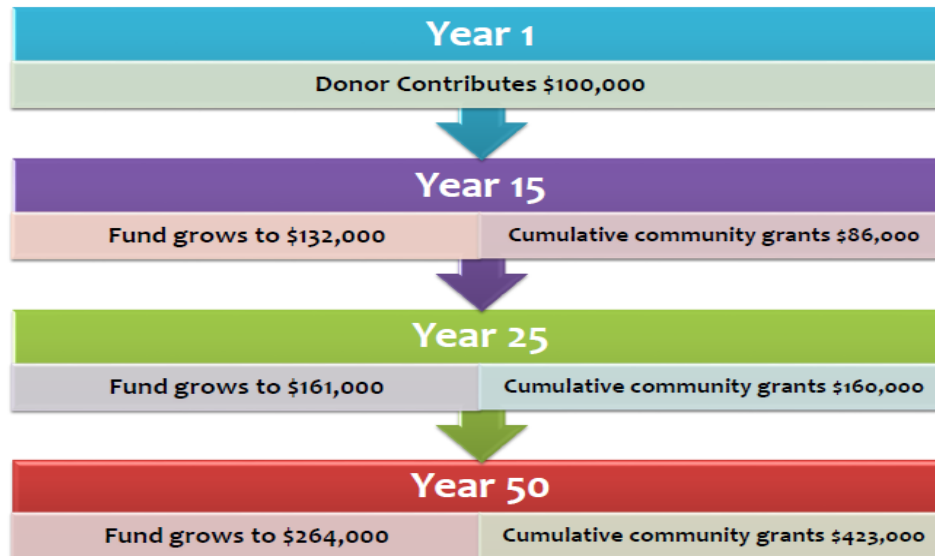 Year 1
Donor Contributes $100,000
Year 15
Fund grows to $132,000
Cumulative community grants $86,000
Year 25
Fund grows to $161,000
Cumulative community grants $160,000
Year 50
Fund grows to $264,000
Cumulative community grants $423,000